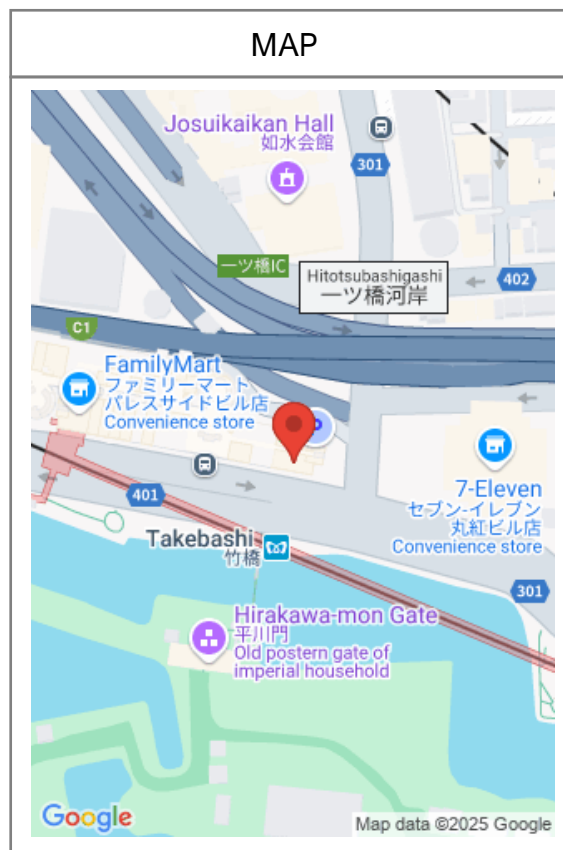 MAP
Josuikaikan Hall
如水会館
301
一ツ橋IC
Hitotsubashigashi
一ツ橋河岸
402
C1
FamilyMart
ファミリーマート
パレスサイドビル店
Convenience store
7-Eleven
セブン-イレブン
丸紅ビル店
Convenience store
401
Takebashi
竹橋
301
Hirakawa-mon Gate
平川門
Old postern gate of
imperial household
Google
Map data ©2025 Google